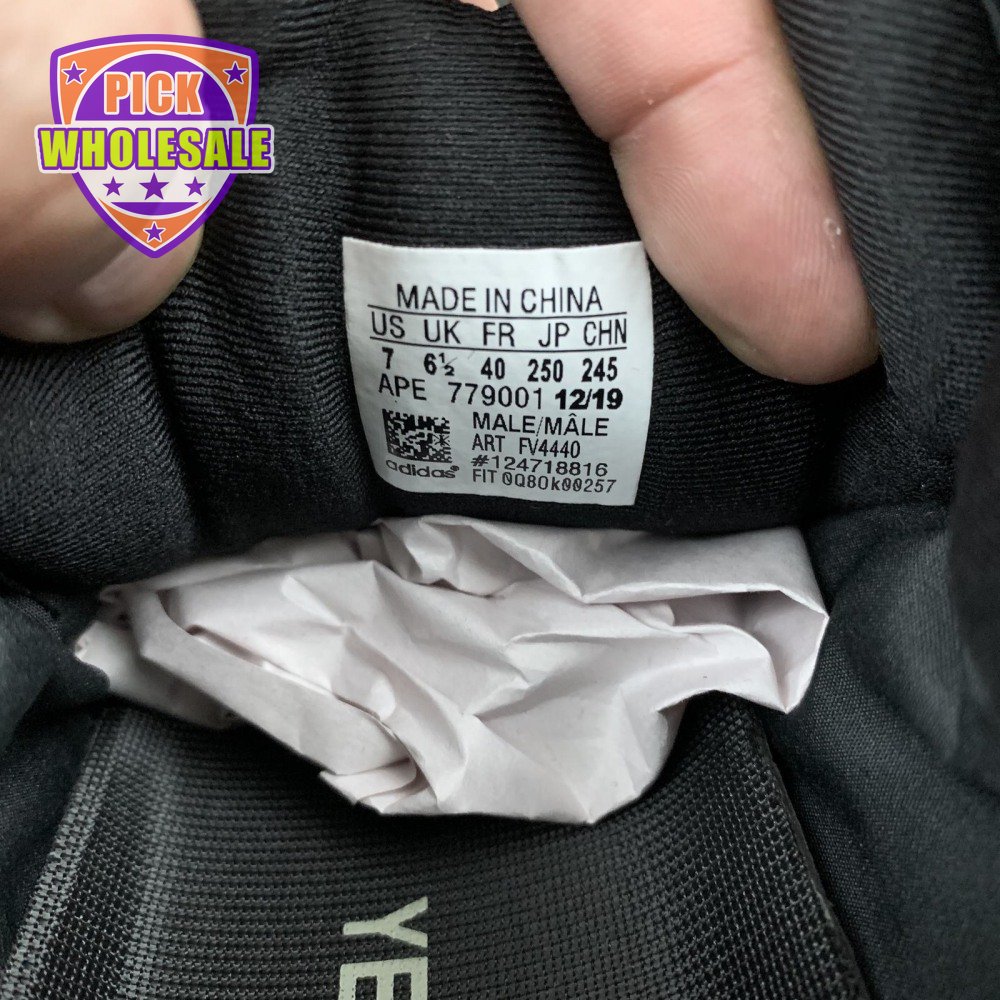 PICK
WHOLESALE
MADE IN CHINA
US UK FR JP CHN
7 6½ 40 250 245
APE 779001 12/19
MALE/MÂLE
ART FV4440
#124718816
adidas®
FIT 0Q80k00257
YE